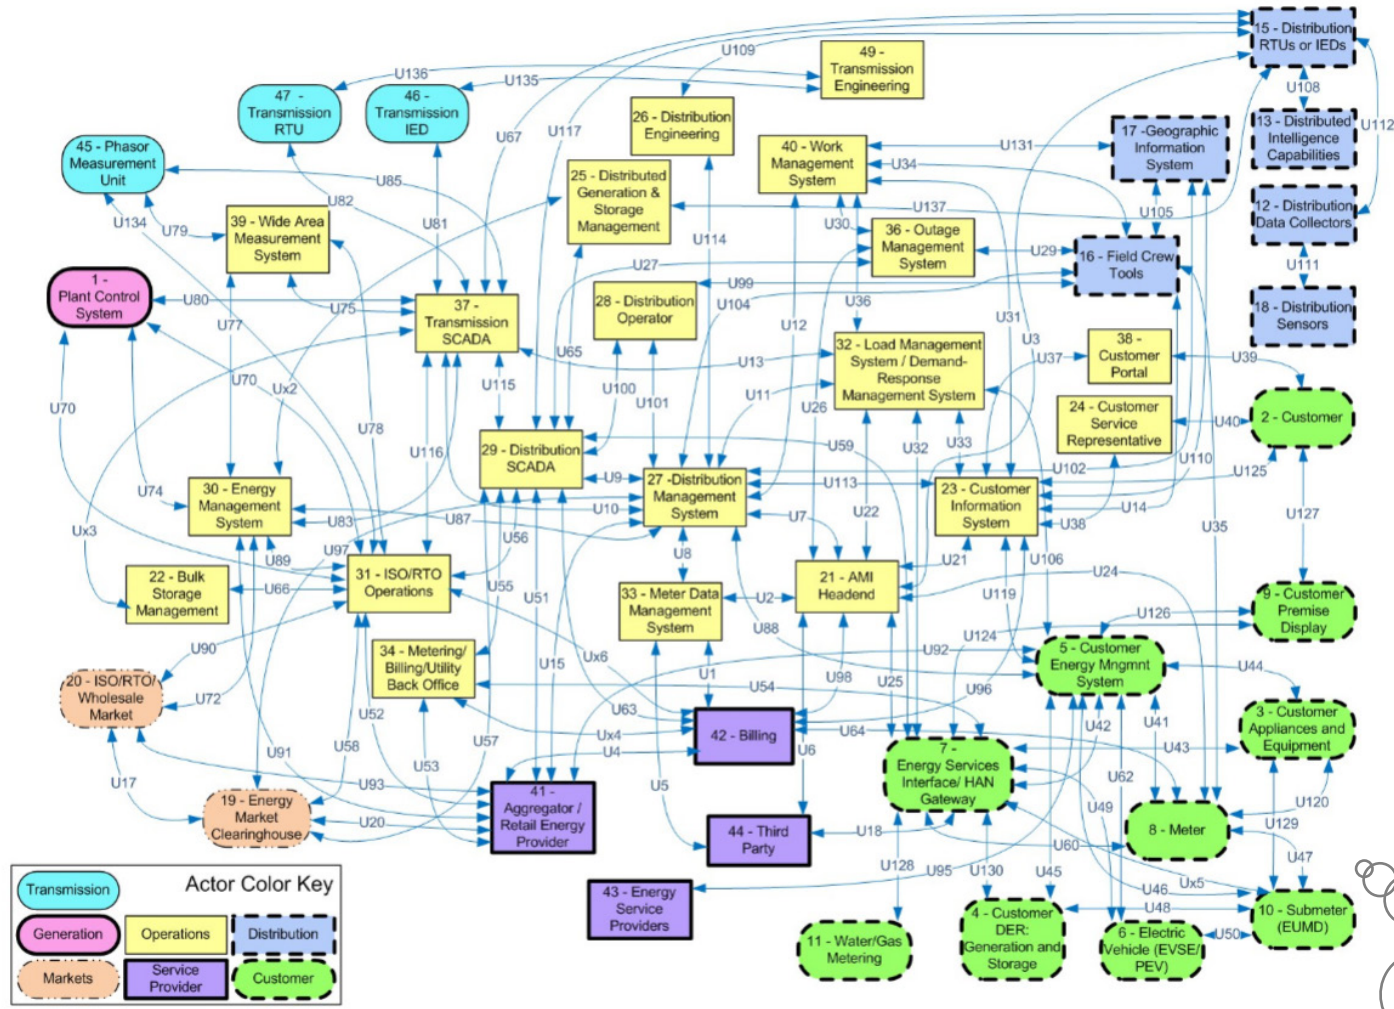 U109
15 - Distribution
RTUs or IEDs
49 -
Transmission
Engineering
U136
U135
U108
47 -
Transmission
RTU
46 -
Transmission
IED
U67
U117
26 - Distribution
Engineering
13 - Distributed
Intelligence
Capabilities
U112
17 -Geographic
Information
System
45 - Phasor
Measurement
Unit
40 - Work
Management
System
U131
U34
25 - Distributed
Generation &
Storage
Management
U85
U82
U134
U79
39 - Wide Area
Measurement
System
U81
U137
U105
12 - Distribution
Data Collectors
U30
36 - Outage
Management
System
U29
U114
16 - Field Crew
Tools
U111
U27
U99
U104
1 -
Plant Control
System
U80
U75
37 -
Transmission
SCADA
28 - Distribution
Operator
U36
U12
U31
18 - Distribution
Sensors
U77
U3
U65
U13
32 - Load Management
System / Demand-
Response
Management System
U37
38 -
Customer
Portal
U39
U70
Ux2
U115
U100
U101
U11
U26
2 - Customer
U70
24 - Customer
Service
Representative
U40
U78
U116
29 - Distribution
SCADA
U59
U32
U33
U102
U110
U125
U74
30 - Energy
Management
System
U9
27 -Distribution
Management
System
U113
23 - Customer
Information
System
U14
U10
U38
U127
U35
Ux3
U83
U87
U7
U22
U56
U97
U89
U8
U21
U106
22 - Bulk
Storage
Management
U66
31 - ISO/RTO
Operations
U55
U51
33 - Meter Data
Management
System
U2
21 - AMI
Headend
U119
U24
9 - Customer
Premise
Display
U126
U124
U88
U90
34 - Metering/
Billing/Utility
Back Office
U15
Ux6
U92
5 - Customer
Energy Mngmnt
System
U44
20 - ISO/RTO/
Wholesale
Market
U72
U1
U98
U25
U96
U54
U52
U63
42 - Billing
U64
U42
U41
3 - Customer
Appliances and
Equipment
U43
Ux4
U4
U57
U58
U91
U53
U6
7 -
Energy Services
Interface/ HAN
Gateway
U62
U17
U93
U5
U49
U120
19 - Energy
Market
Clearinghouse
U20
41 -
Aggregator /
Retail Energy
Provider
44 - Third
Party
U18
U60
8 - Meter
U129
U47
U128
U95
U130
U45
U46
Ux5
43 - Energy
Service
Providers
U48
10 - Submeter
(EUMD)
11 - Water/Gas
Metering
4 - Customer
DER:
Generation and
Storage
6 - Electric
Vehicle (EVSE/
PEV)
U50
Transmission
Actor Color Key
Generation
Operations
Distribution
Markets
Service
Provider
Customer